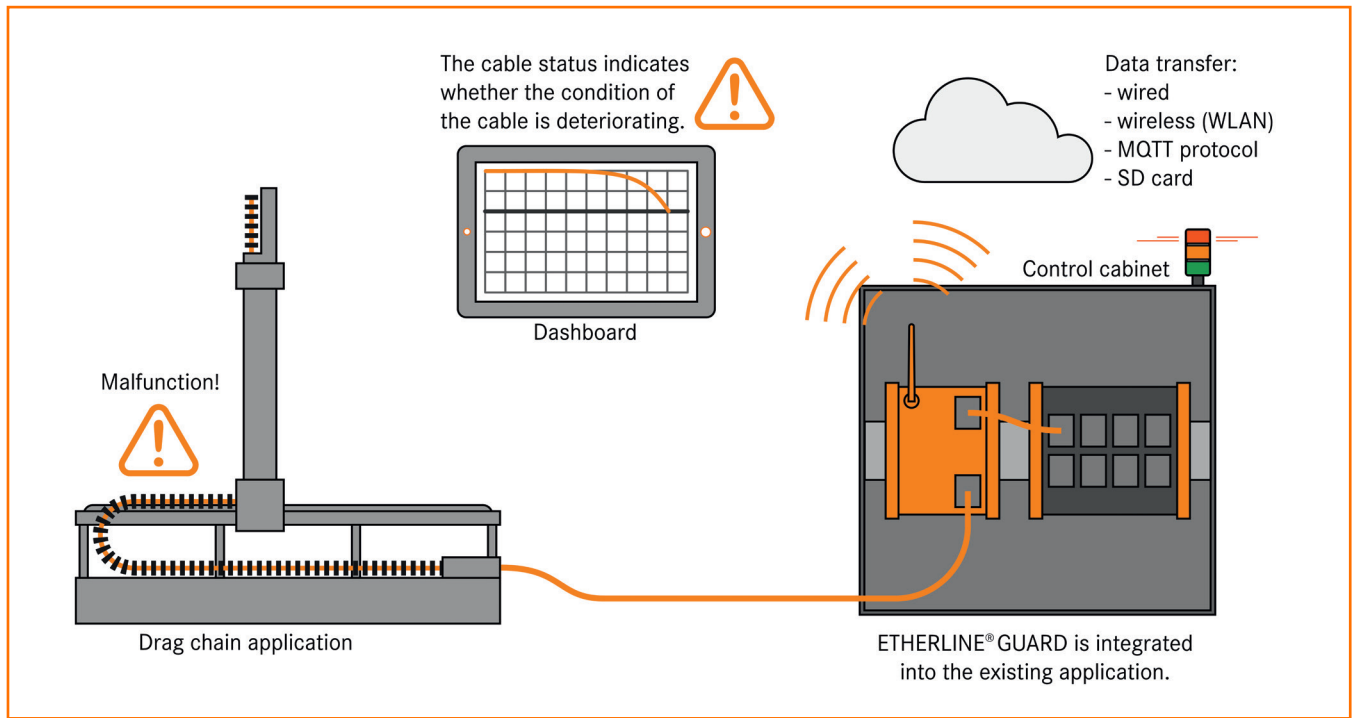 The cable status indicates
whether the condition of
the cable is deteriorating.
Dashboard
Data transfer:
- wired
- wireless (WLAN)
- MQTT protocol
- SD card
Control cabinet
Malfunction!
Drag chain application
ETHERLINE® GUARD is integrated
into the existing application.